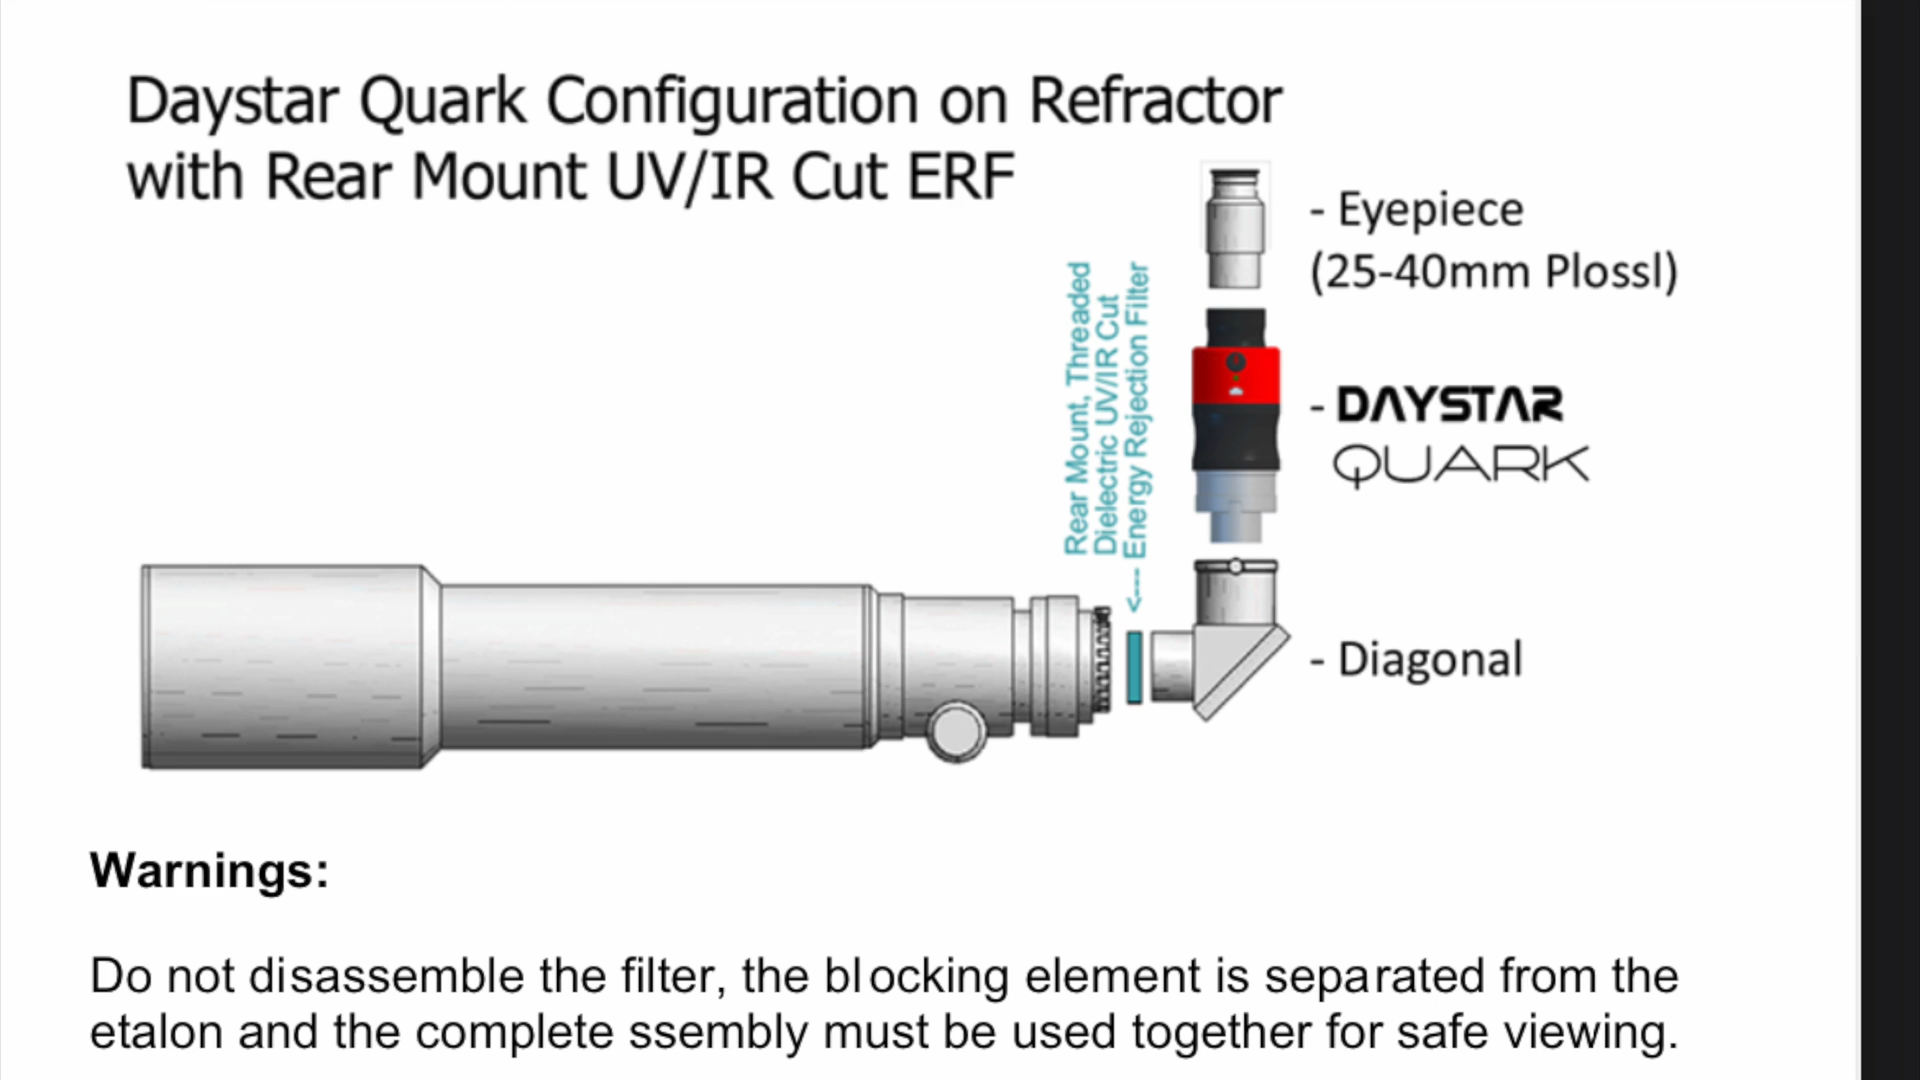 Daystar Quark Configuration on Refractor
with Rear Mount UV/IR Cut ERF
- Eyepiece
(25-40mm Plossl)
Rear Mount, Threaded
Dielectric UV/IR Cut
<--- Energy Rejection Filter
- DAYSTAR
QUARK
- Diagonal
Warnings:
Do not disassemble the filter, the blocking element is separated from the
etalon and the complete ssembly must be used together for safe viewing.